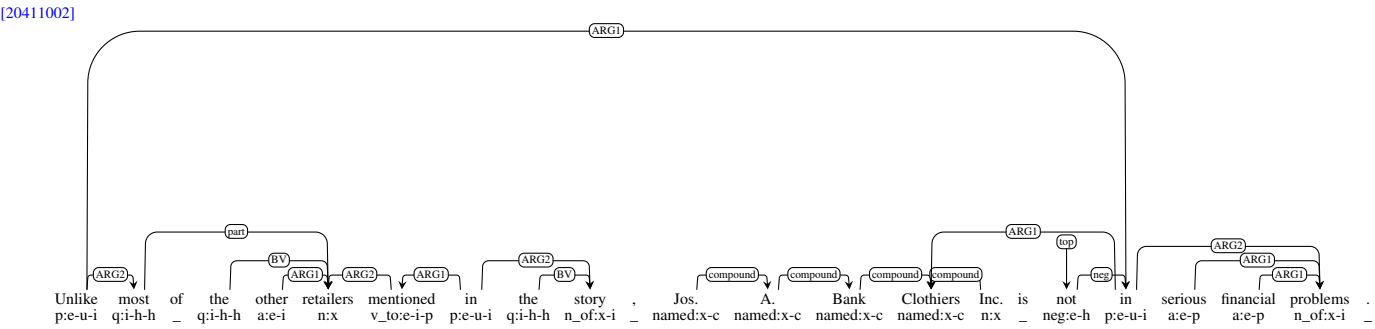 [20411002]
ARG1
part ARG1 top ARG2
BV ARG2 ARG1
ARG2 ARG1 ARG2 ARG1 BV compound compound compound compound neg ARG1
Unlike most of the other retailers mentioned in the story , Jos. A. Bank Clothiers Inc. is not in serious financial problems .
p:e-u-i q:i-h-h _ q:i-h-h a:e-i n:x v_to:e-i-p p:e-u-i q:i-h-h n_of:x-i _ named:x-c named:x-c named:x-c named:x-c n:x _ neg:e-h p:e-u-i a:e-p a:e-p n_of:x-i _